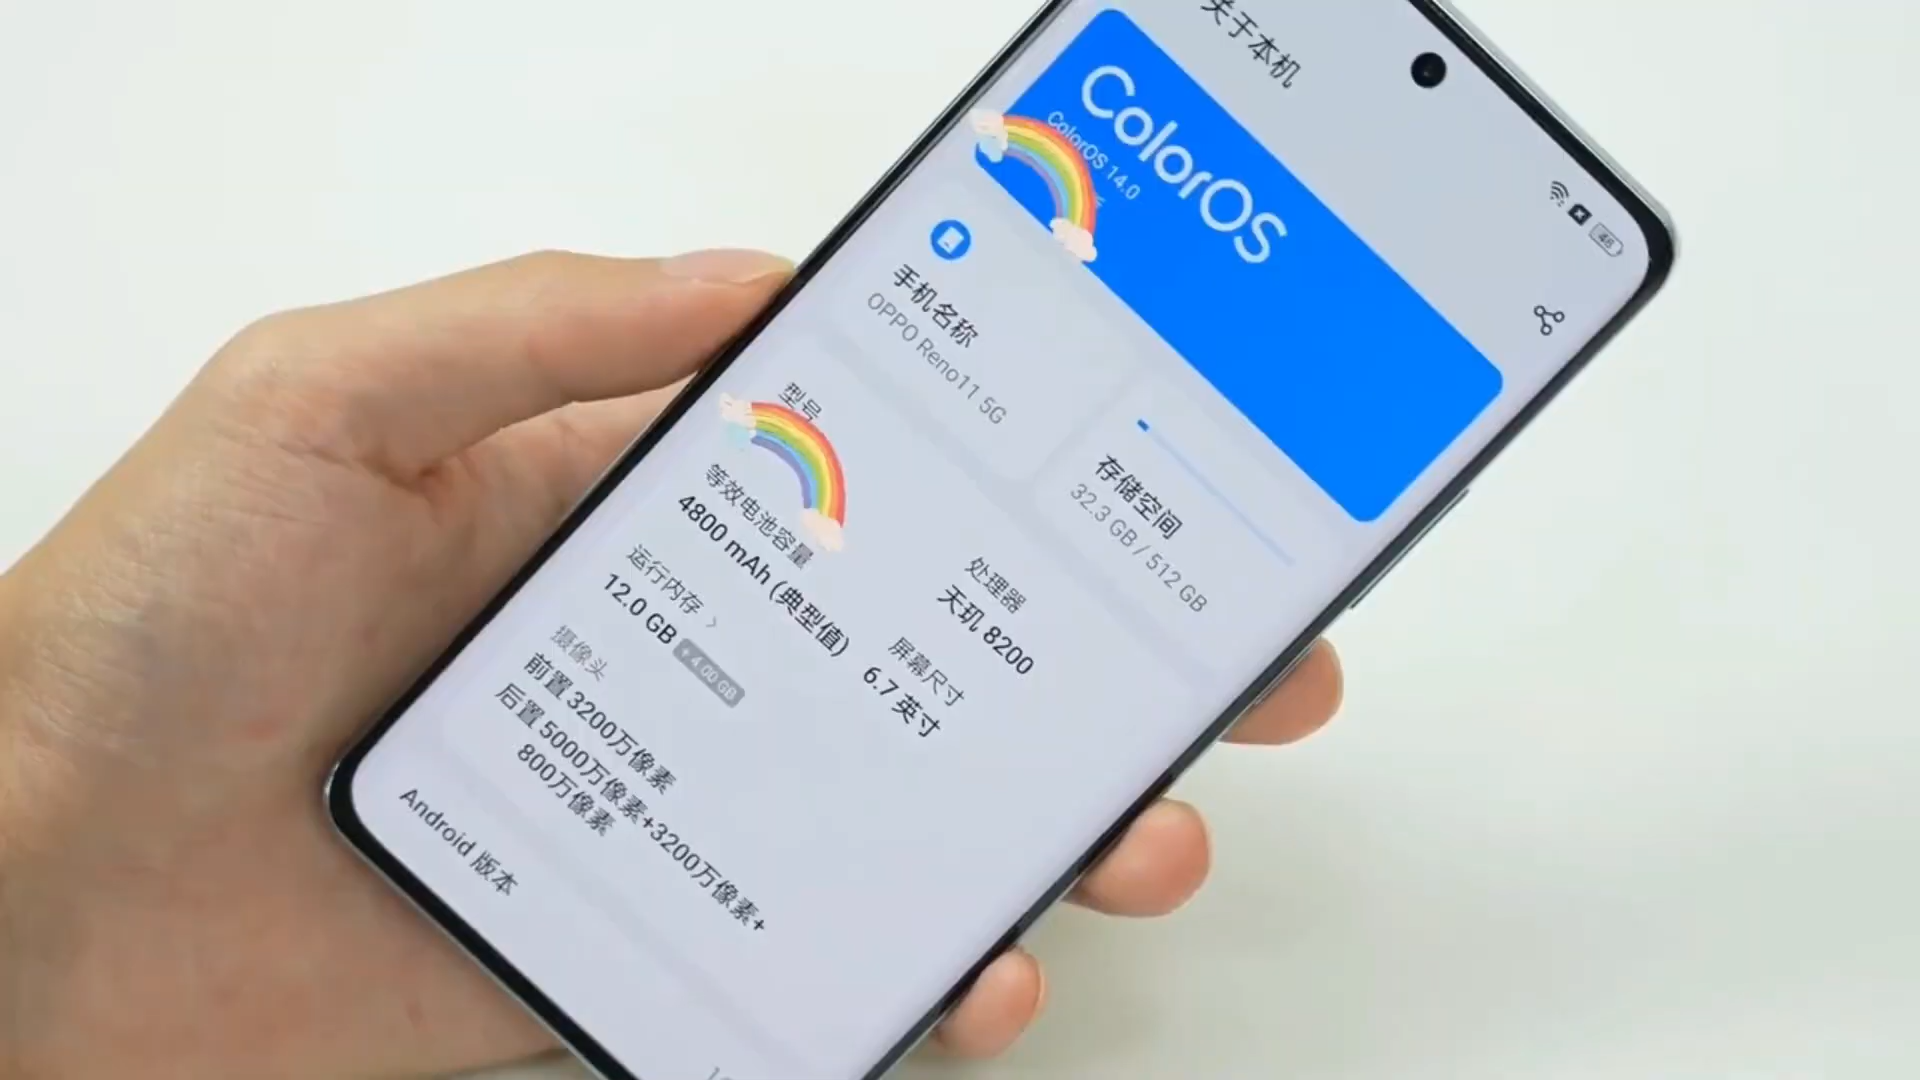 关于本机
48
ColorOS
ColorOS 14.0
手机名称
OPPO Reno11 5G
存储空间
32.3 GB / 512 GB
型号
处理器
天玑 8200
等效电池容量
4800 mAh (典型值)
屏幕尺寸
6.7 英寸
运行内存
12.0 GB + 4.00 GB
摄像头
前置 3200万像素
后置 5000万像素+3200万像素+
800万像素
Android 版本